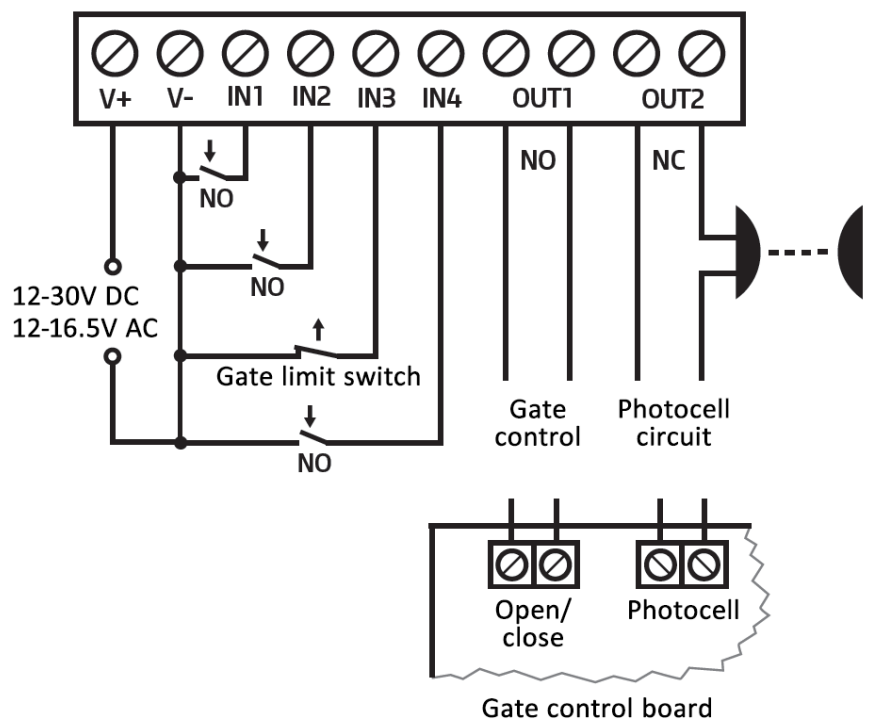 V+ V- IN1 IN2 IN3 IN4 OUT1 OUT2
NO NC
NO
NO
12-30V DC
12-16.5V AC
Gate limit switch
NO
Gate
control
Photocell
circuit
Open/
close
Photocell
Gate control board